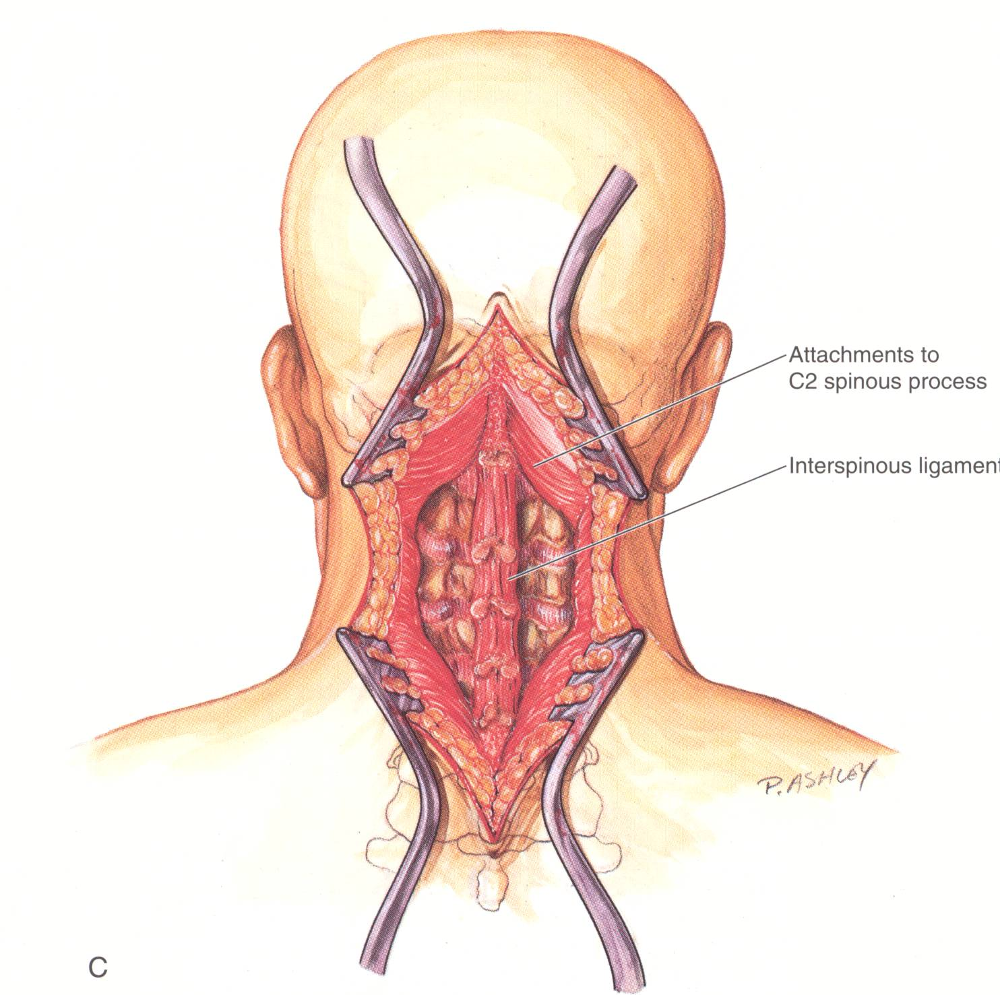 Attachments to
C2 spinous process
Interspinous ligament
P. ASHLEY
C